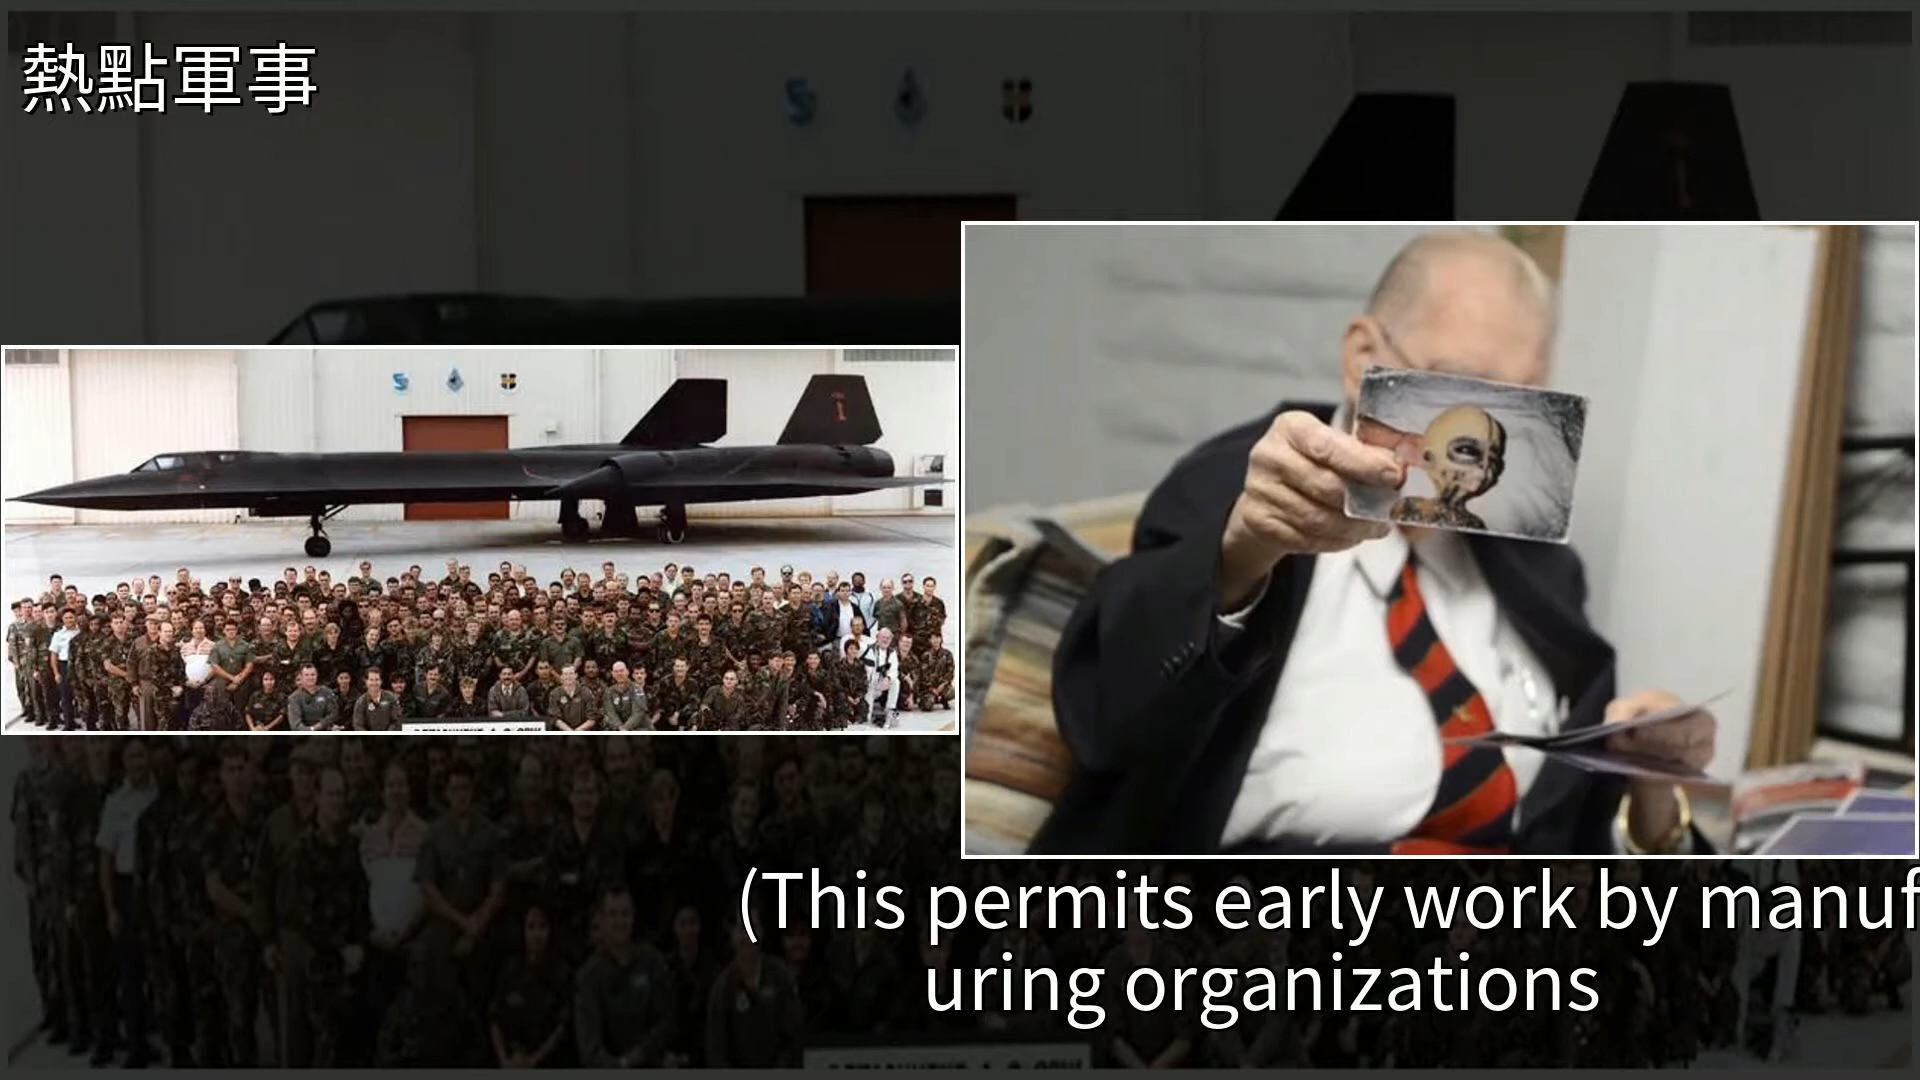 熱點軍事
(This permits early work by manuf
uring organizations